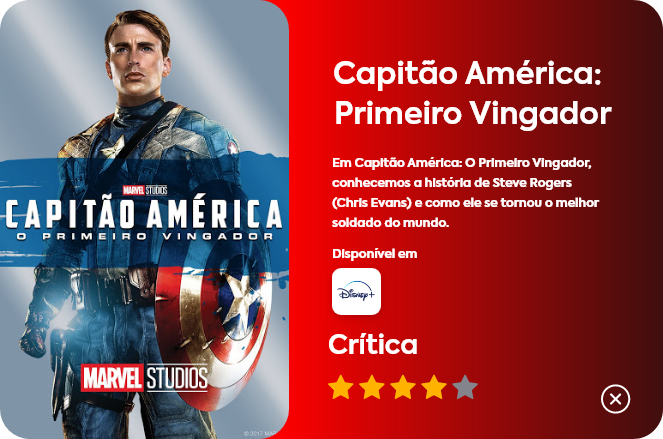 MARVEL STUDIOS
CAPITÃO AMÉRICA
O PRIMEIRO VINGADOR
MARVEL STUDIOS
Capitão América:
Primeiro Vingador
Em Capitão América: O Primeiro Vingador,
conhecemos a história de Steve Rogers
(Chris Evans) e como ele se tornou o melhor
soldado do mundo.
Disponível em
Disney+
Crítica